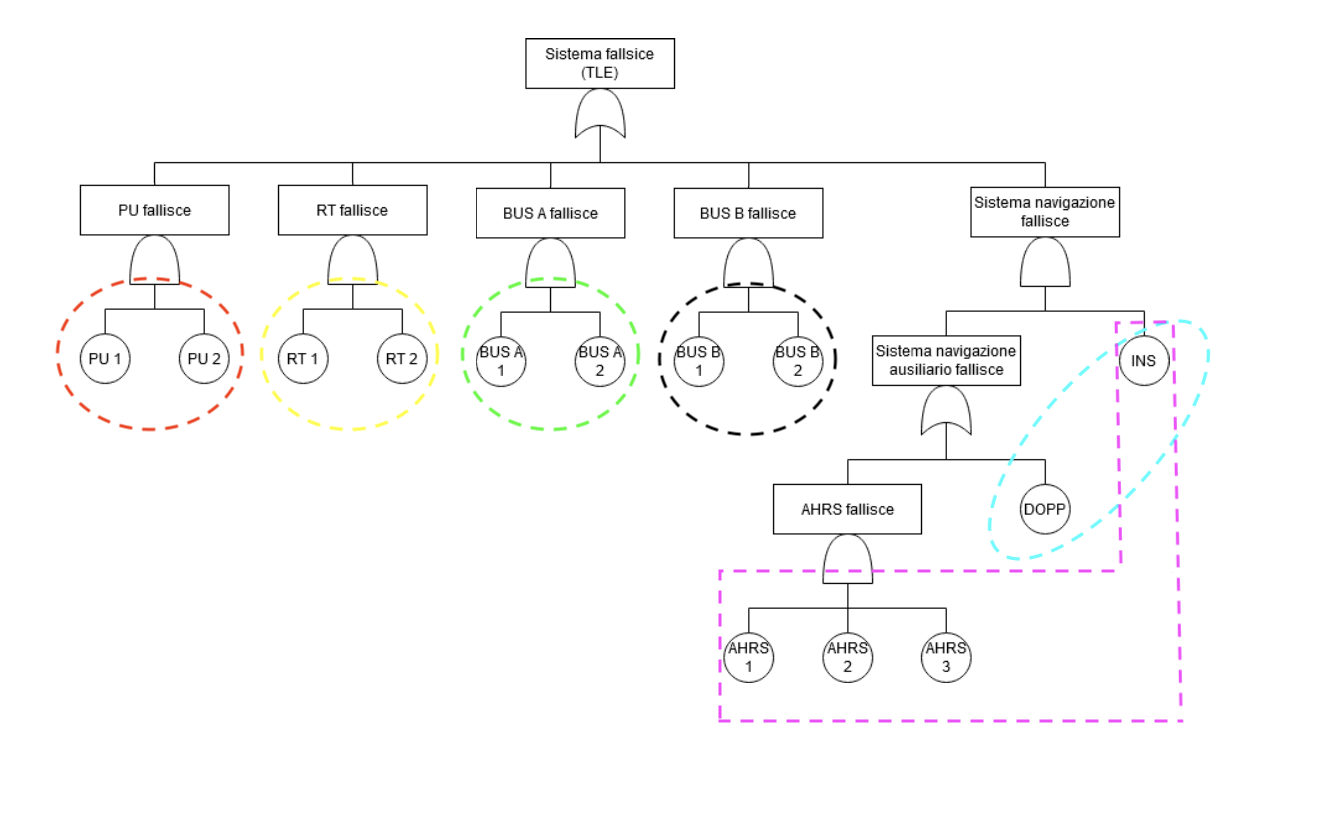 Sistema fallsice
(TLE)
PU fallisce
RT fallisce
BUS A fallisce
BUS B fallisce
Sistema navigazione
fallisce
PU 1
PU 2
RT 1
RT 2
BUS A
1
BUS A
2
BUS B
1
BUS B
2
Sistema navigazione
ausiliario fallisce
INS
AHRS fallisce
DOPP
AHRS
1
AHRS
2
AHRS
3